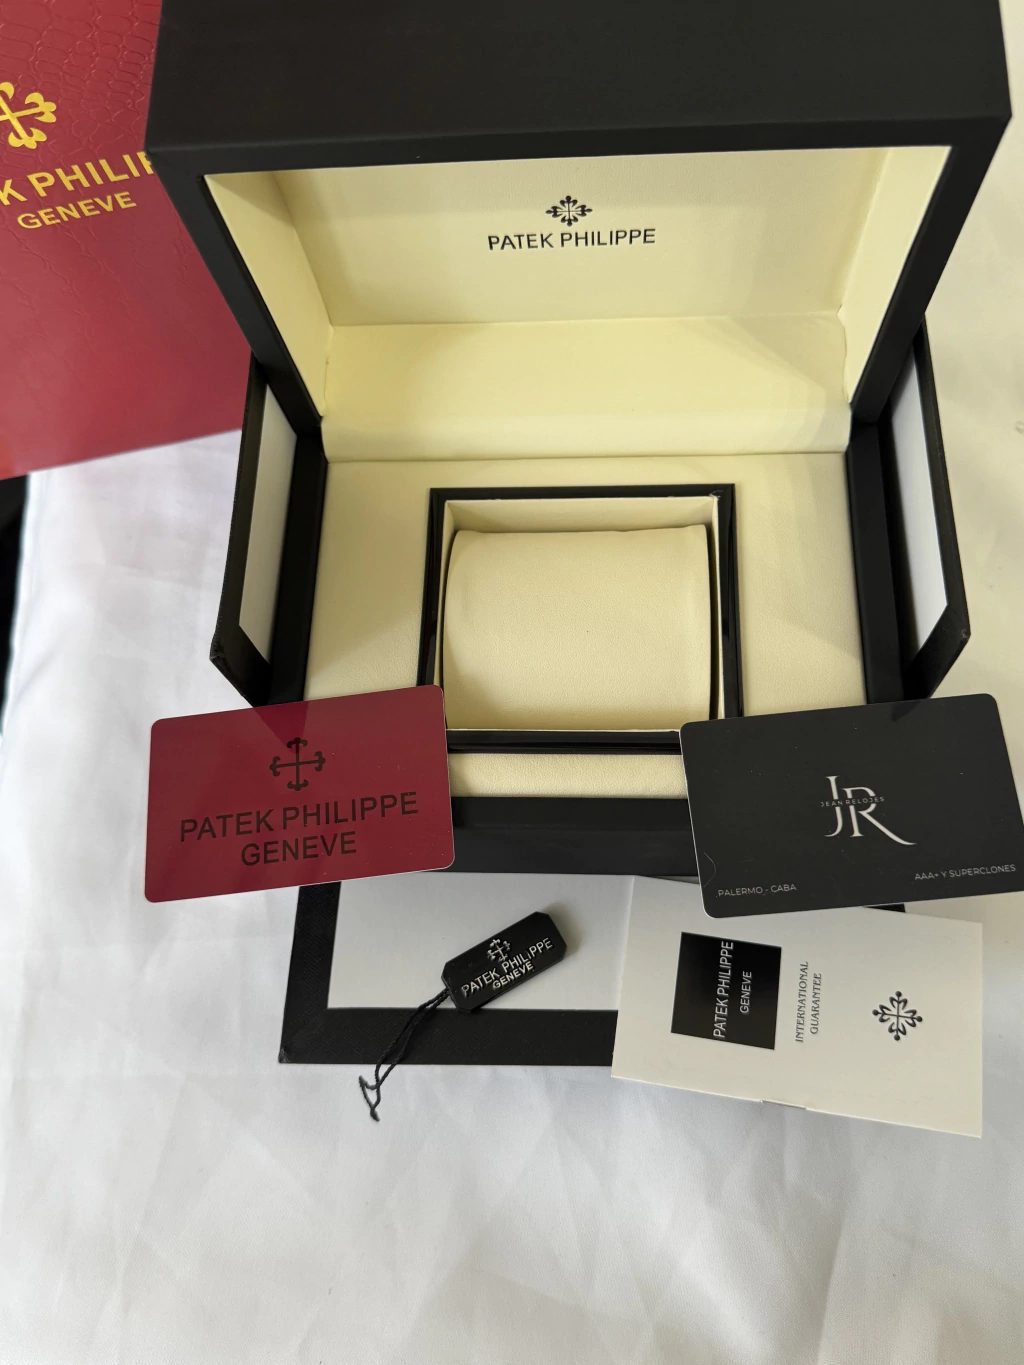 K PHILIP
GENEVE
PATEK PHILIPPE
PATEK PHILIPPE
GENEVE
JR
JEAN RELOJES
PALERMO - CABA
AAA+ Y SUPERCLONES
PATEK PHILIPPE
GENEVE
PATEK PHILIPPE
GENEVE
INTERNATIONAL
GUARANTEE